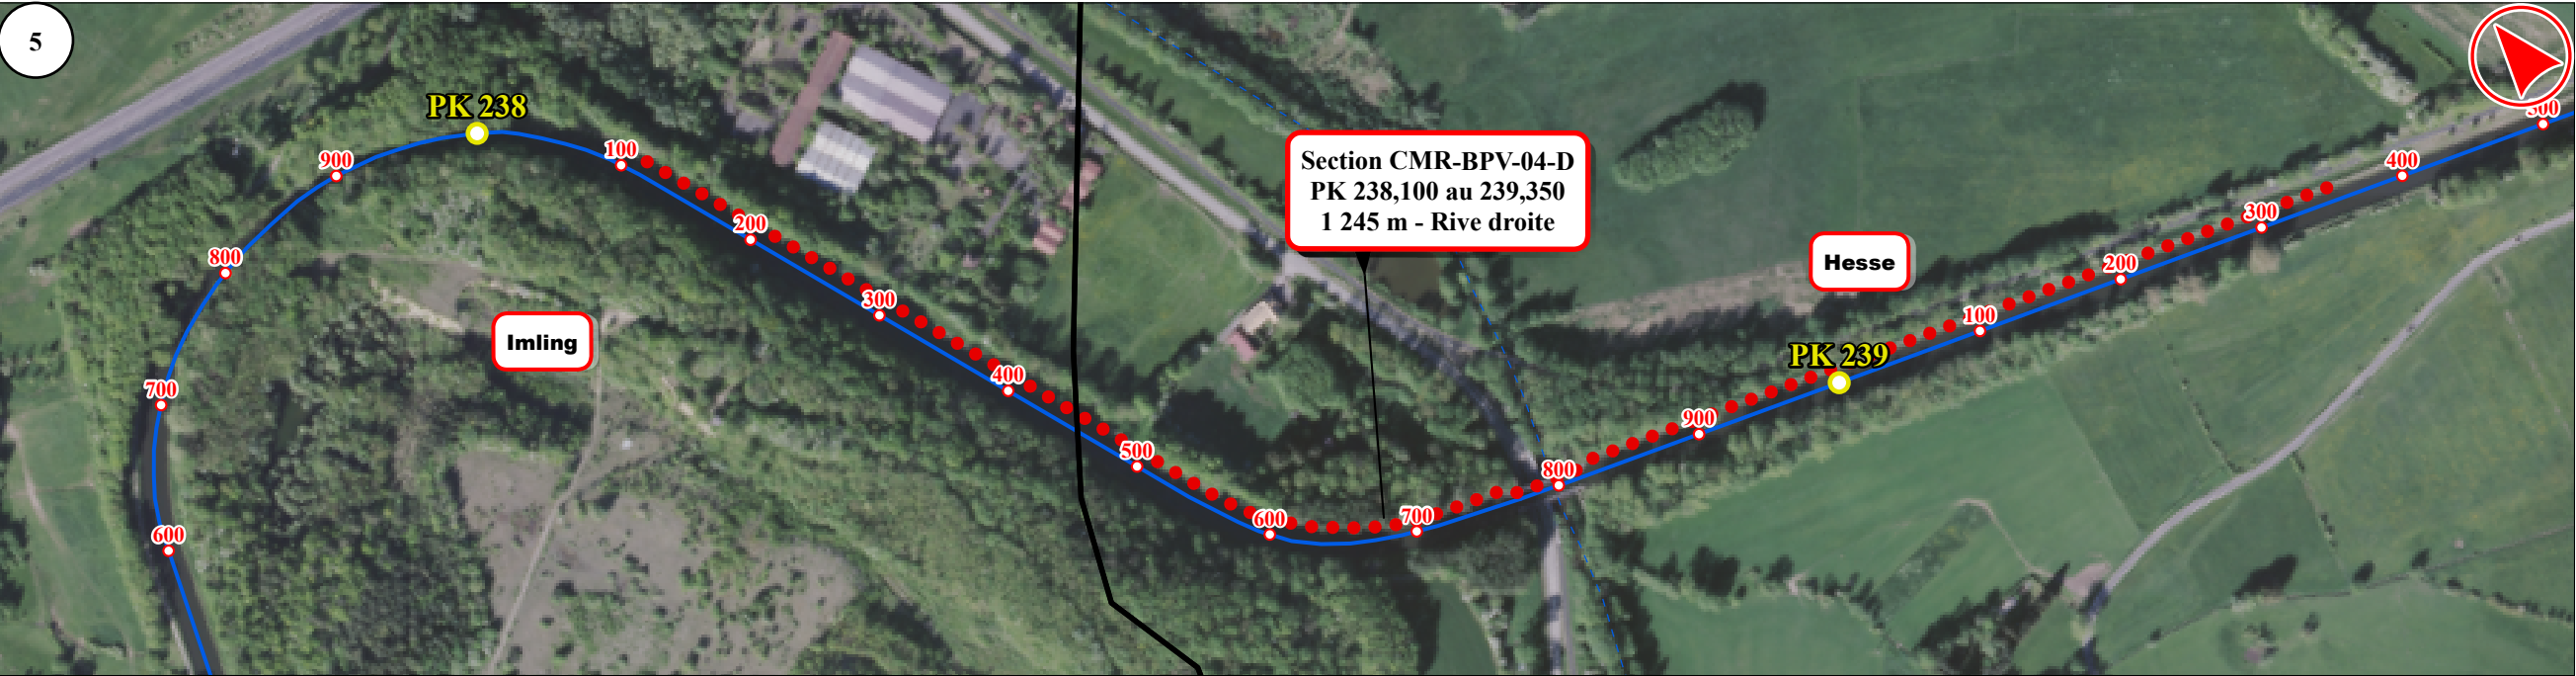 5
PK 238
900
100
800
200
700
300
600
Imling
400
500
600
700
800
Section CMR-BPV-04-D
PK 238,100 au 239,350
1 245 m - Rive droite
Hesse
900
PK 239
100
200
300
400
500